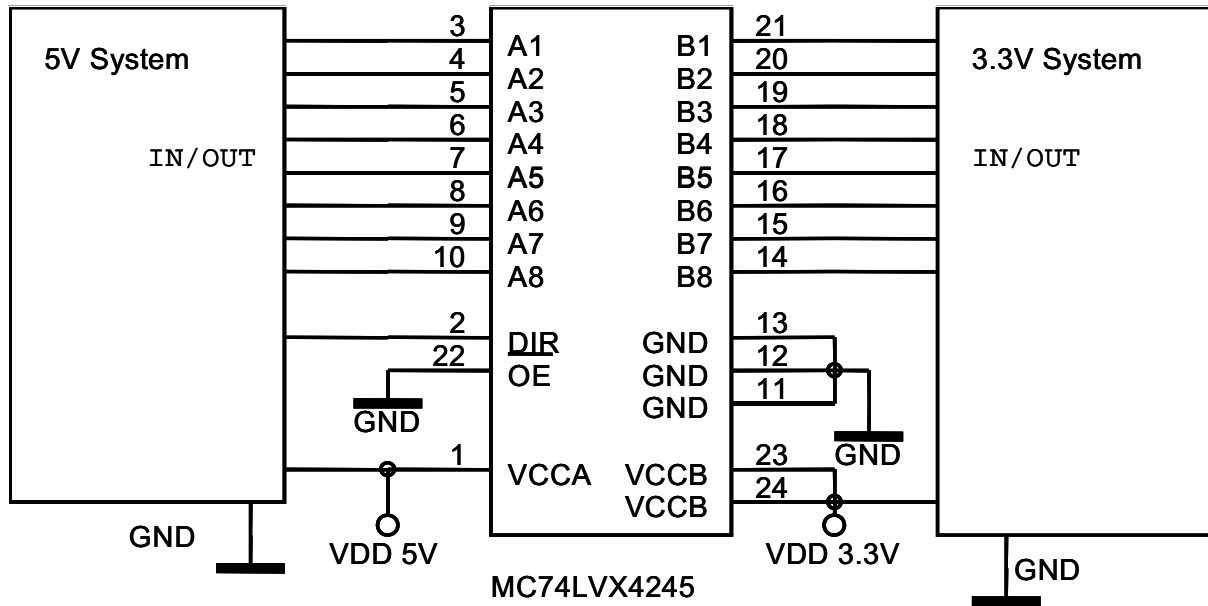 5V System
IN/OUT
3
4
5
6
7
8
9
10
2
22
1
A1
A2
A3
A4
A5
A6
A7
A8
DIR
OE
VCCA
B1
B2
B3
B4
B5
B6
B7
B8
GND
GND
GND
VCCB
VCCB
21
20
19
18
17
16
15
14
13
12
11
23
24
3.3V System
IN/OUT
GND
GND
GND
VDD 5V
VDD 3.3V
GND
MC74LVX4245